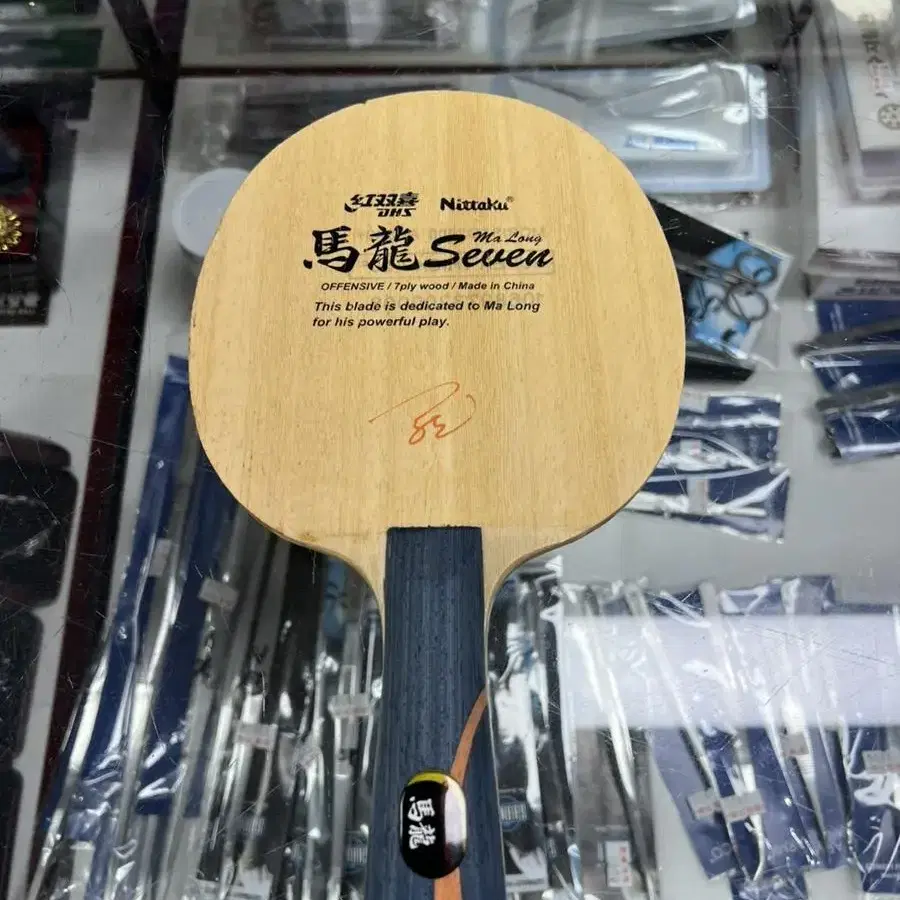 紅双喜 Nittaku®
DHS
馬龍 Seven
Ma Long
OFFENSIVE / 7ply wood / Made in China
This blade is dedicated to Ma Long
for his powerful play.
馬龍